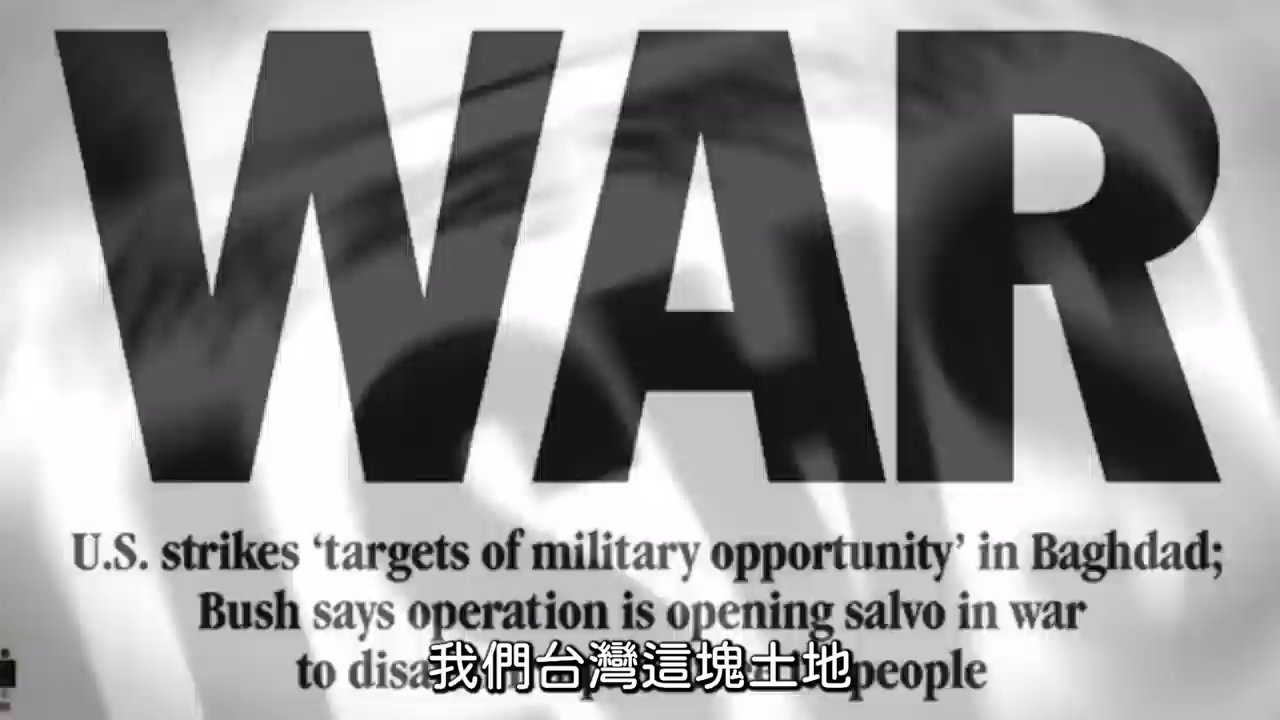 WAR
U.S. strikes ‘targets of military opportunity’ in Baghdad;
Bush says operation is opening salvo in war
to people
我們台灣這塊土地